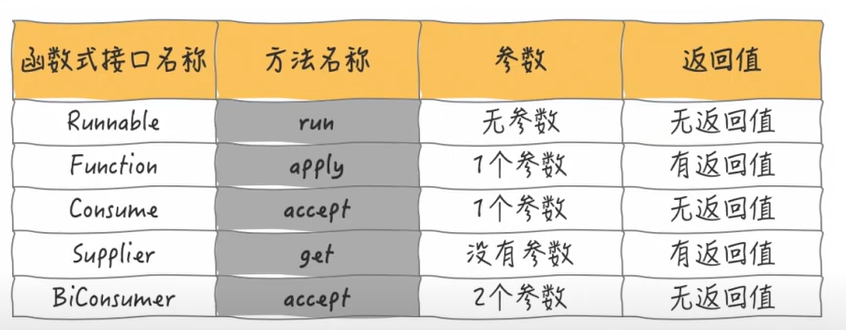 函数式接口名称 方法名称 参数 返回值
Runnable run 无参数 无返回值
Function apply 1个参数 有返回值
Consume accept 1个参数 无返回值
Supplier get 没有参数 有返回值
BiConsumer accept 2个参数 无返回值